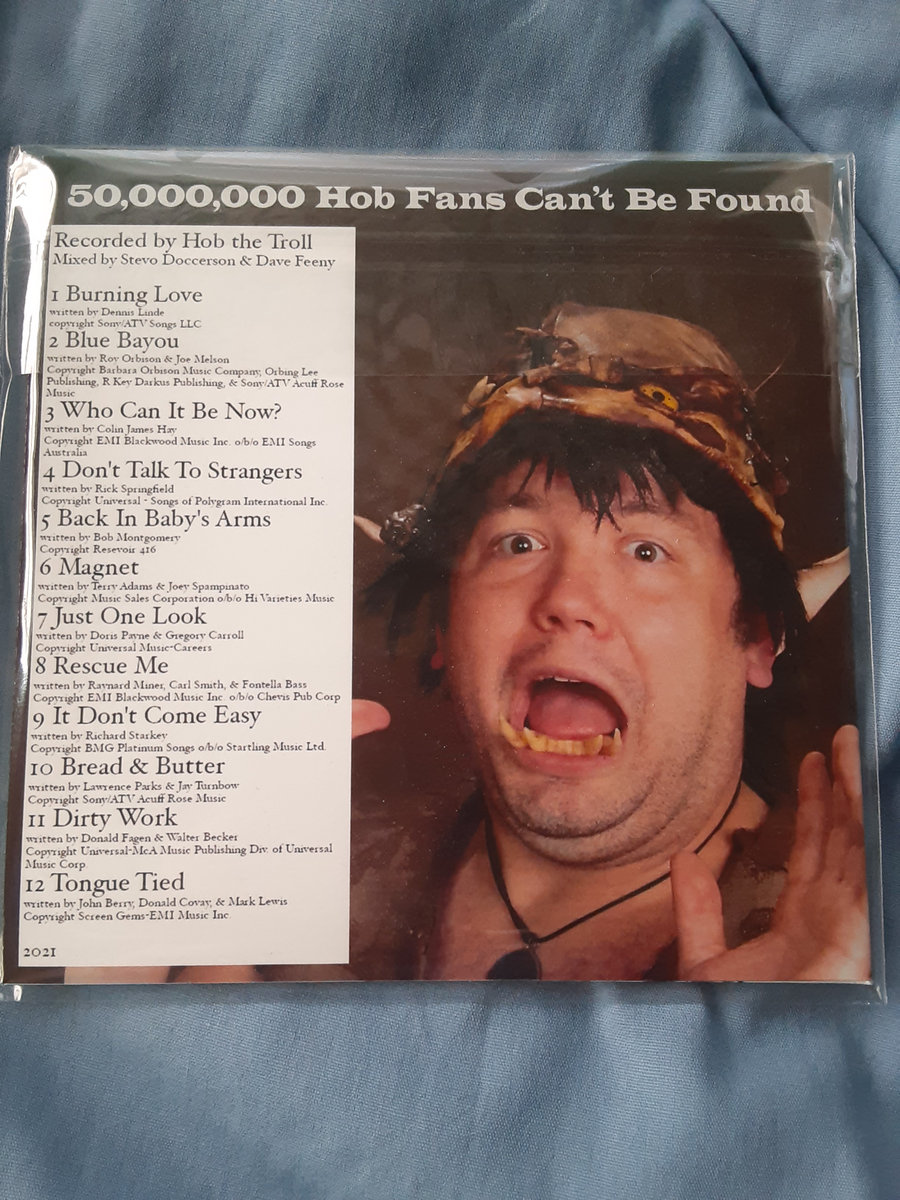 50,000,000 Hob Fans Can't Be Found
Recorded by Hob the Troll
Mixed by Stevo Doccerson & Dave Feeny
1 Burning Love
written by Dennis Linde
copyright Sony/ATV Songs LLC
2 Blue Bayou
written by Roy Orbison & Joe Melson
Copyright Barbara Orbison Music Company, Orbing Lee
Publishing, R Key Darkus Publishing, & Sony/ATV Acuff Rose
Music
3 Who Can It Be Now?
written by Colin James Hay
Copyright EMI Blackwood Music Inc. o/b/o EMI Songs
Australia
4 Don't Talk To Strangers
written by Rick Springfield
Copyright Universal - Songs of Polygram International Inc.
5 Back In Baby's Arms
written by Bob Montgomery
Copyright Resevoir 416
6 Magnet
written by Terry Adams & Joey Spampinato
Copyright Music Sales Corporation o/b/o Hi Varieties Music
7 Just One Look
written by Doris Payne & Gregory Carroll
Copyright Universal Music-Careers
8 Rescue Me
written by Raynard Miner, Carl Smith, & Fontella Bass
Copyright EMI Blackwood Music Inc. o/b/o Chevis Pub Corp
9 It Don't Come Easy
written by Richard Starkey
Copyright BMG Platinum Songs o/b/o Startling Music Ltd.
10 Bread & Butter
written by Lawrence Parks & Jay Turnbow
Copyright Sony/ATV Acuff Rose Music
11 Dirty Work
written by Donald Fagen & Walter Becker
Copyright Universal-McA Music Publishing Div. of Universal
Music Corp
12 Tongue Tied
written by John Berry, Donald Covay, & Mark Lewis
Copyright Screen Gems-EMI Music Inc.
2021